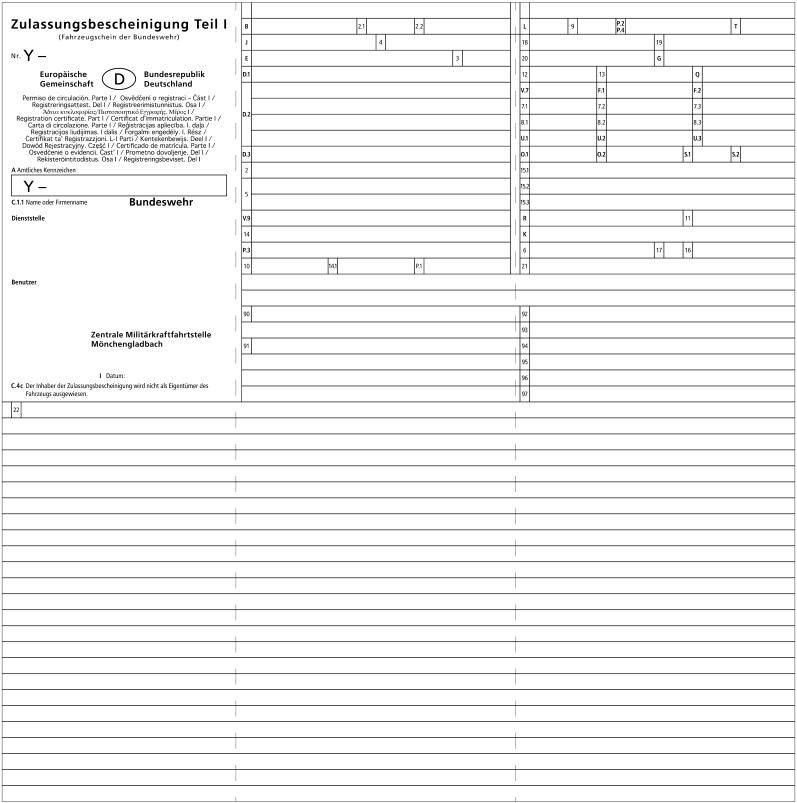 Zulassungsbescheinigung Teil I
(Fahrzeugschein der Bundeswehr)
Nr. Y –
Europäische Gemeinschaft
D
Bundesrepublik Deutschland
Permiso de circulación. Parte I / Osvědčení o registraci – Část I /
Registreringsattest. Del I / Registreerimistunnistus. Osa I /
Άδεια κυκλοφορίας/Πιστοποιητικό Εγγραφής. Μέρος I /
Registration certificate. Part I / Certificat d'immatriculation. Partie I /
Carta di circolazione. Parte I / Reģistrācijas apliecība. I. daļa /
Registracijos liudijimas. I dalis / Forgalmi engedély. I. Rész /
Ċertifikat ta' Reġistrazzjoni. L-I Parti / Kentekenbewijs. Deel I /
Dowód Rejestracyjny. Część I / Certificado de matrícula. Parte I /
Osvedčenie o evidencii. Časť I / Prometno dovoljenje. Del I /
Rekisteröintitodistus. Osa I / Registreringsbeviset. Del I
A Amtliches Kennzeichen
Y –
C.1.1 Name oder Firmenname Bundeswehr
Dienststelle
Benutzer
Zentrale Militärkraftfahrtstelle
Mönchengladbach
I Datum:
C.4c Der Inhaber der Zulassungsbescheinigung wird nicht als Eigentümer des
Fahrzeugs ausgewiesen.
B 2.1 2.2
J 4
E 3
D.1
D.2
D.3
2
5
V.9
14
P.3
10 14.1 P.1
90
91
L 9 P.2 P.4 T
18 19
20 G
12 13 Q
V.7 F.1 F.2
7.1 7.2 7.3
8.1 8.2 8.3
U.1 U.2 U.3
O.1 O.2 S.1 S.2
15.1
15.2
15.3
R 11
K
6 17 16
21
92
93
94
95
96
97
22